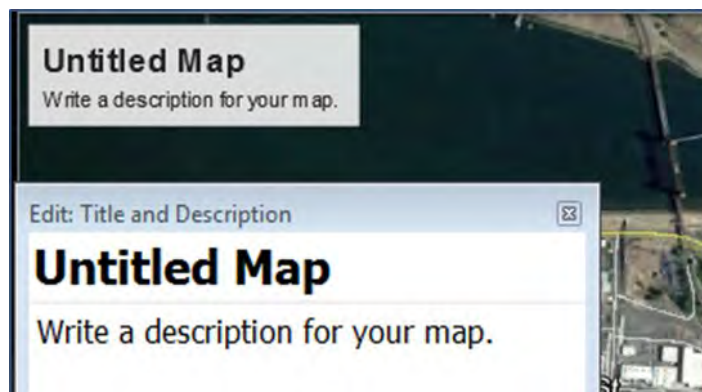 Untitled Map
Write a description for your map.
Edit: Title and Description
Untitled Map
Write a description for your map.